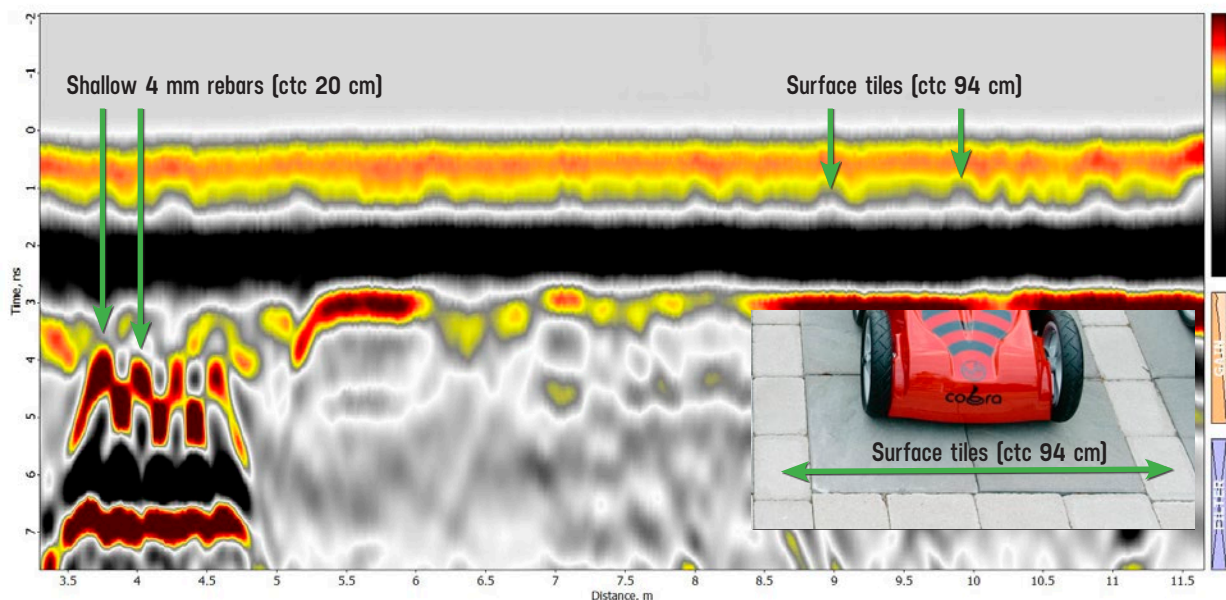 Shallow 4 mm rebars (ctc 20 cm)
Surface tiles (ctc 94 cm)
-2
-1
0
1
2
3
4
5
6
7
Time, ns
cobra
Surface tiles (ctc 94 cm)
3.5 4 4.5 5 5.5 6 6.5 7 7.5 8 8.5 9 9.5 10 10.5 11 11.5
Distance, m
GAIN
FILTER